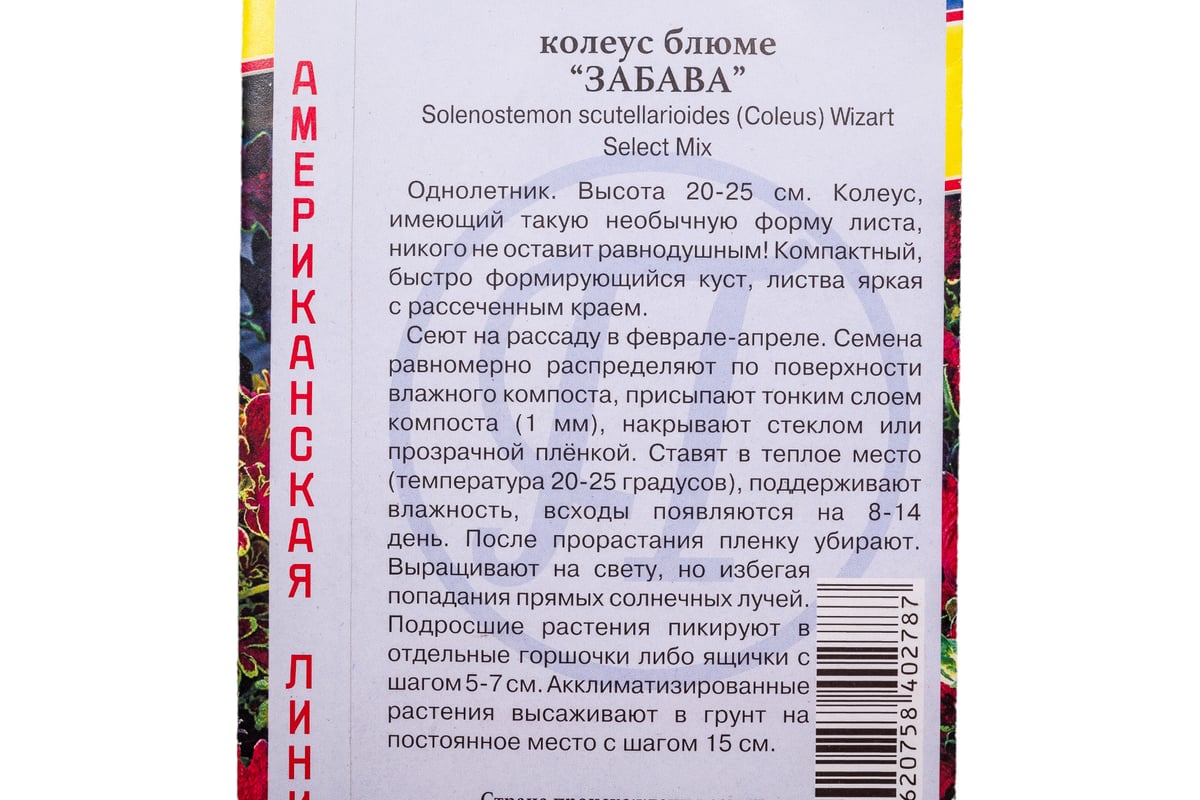 АМЕРИКАНСКАЯ
колеус блюме
“ЗАБАВА”
Solenostemon scutellarioides (Coleus) Wizart
Select Mix
Однолетник. Высота 20-25 см. Колеус,
имеющий такую необычную форму листа,
никого не оставит равнодушным! Компактный,
быстро формирующийся куст, листва яркая
с рассеченным краем.
Сеют на рассаду в феврале-апреле. Семена
равномерно распределяют по поверхности
влажного компоста, присыпают тонким слоем
компоста (1 мм), накрывают стеклом или
прозрачной плёнкой. Ставят в теплое место
(температура 20-25 градусов), поддерживают
влажность, всходы появляются на 8-14
день. После прорастания пленку убирают.
Выращивают на свету, но избегая
попадания прямых солнечных лучей.
Подросшие растения пикируют в
отдельные горшочки либо ящички с
шагом 5-7 см. Акклиматизированные
растения высаживают в грунт на
постоянное место с шагом 15 см.
620758 402787